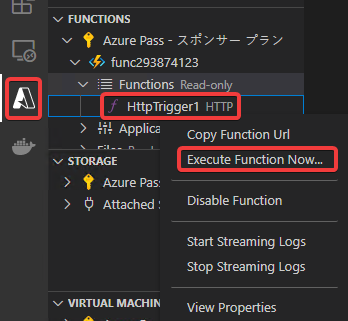 FUNCTIONS
Azure Pass - スポンサー プラン
func293874123
Functions Read-only
HttpTrigger1 HTTP
Applica
Files
Copy Function Url
Execute Function Now...
Disable Function
Start Streaming Logs
Stop Streaming Logs
View Properties
STORAGE
Azure Pas
Attached S
VIRTUAL MACHIN